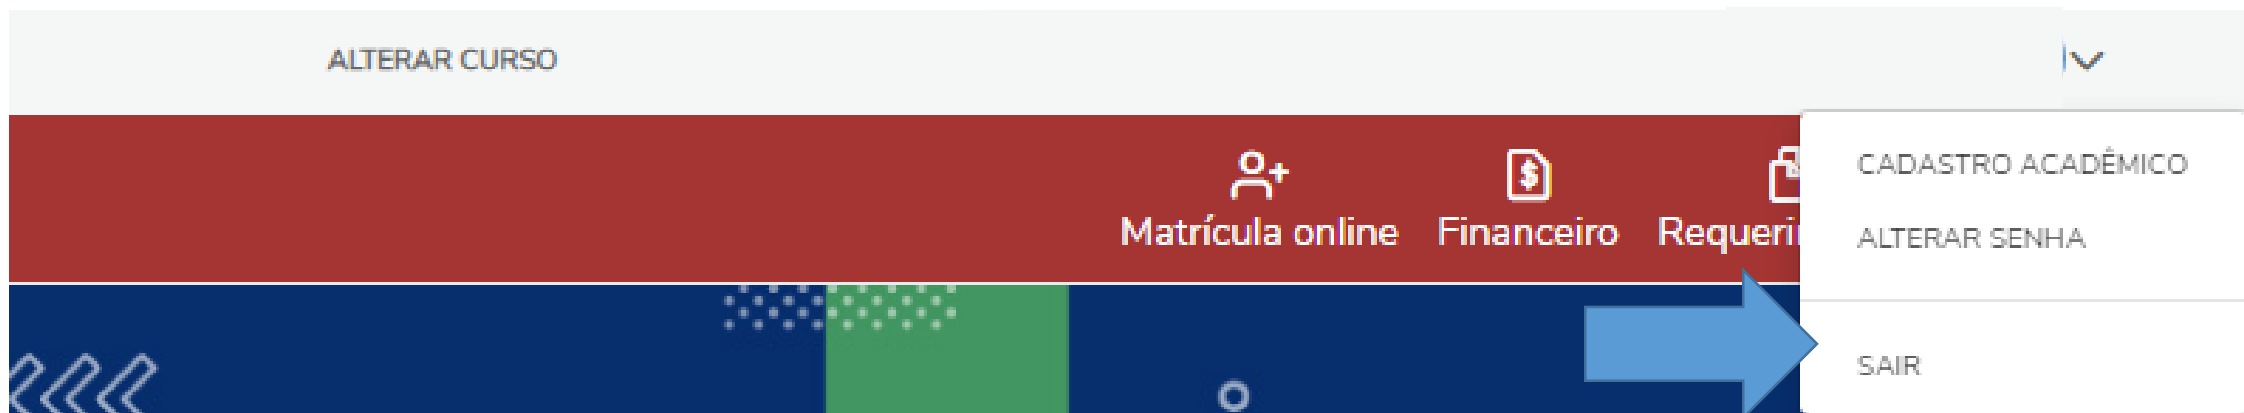 ALTERAR CURSO
Matrícula online
Financeiro
CADASTRO ACADÊMICO
ALTERAR SENHA
SAIR